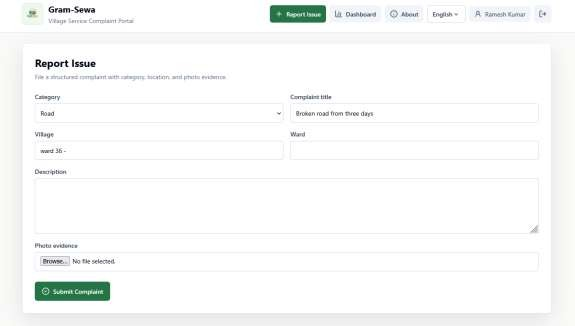 Gram-Sewa
Village Service Complaint Portal
+ Report Issue
Dashboard
About
English
Ramesh Kumar
Report Issue
File a structured complaint with category, location, and photo evidence.
Category
Complaint title
Road
Broken road from three days
Village
Ward
ward 36 -
Description
Photo evidence
Browse... No file selected.
Submit Complaint